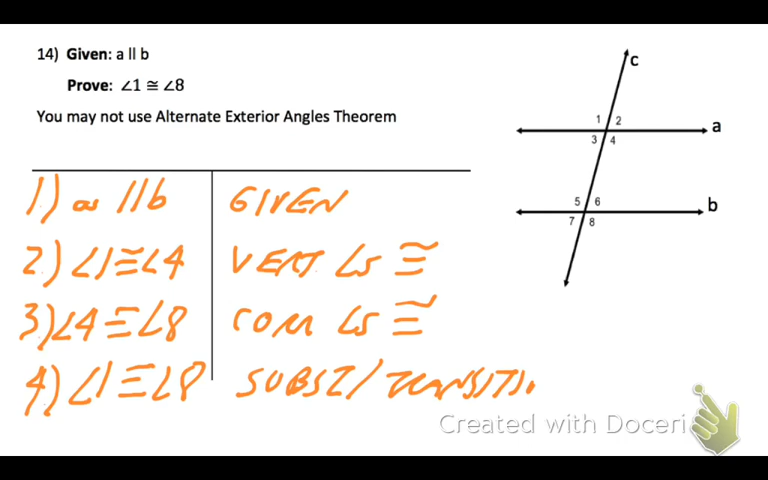 14) Given: a ll b
Prove: ∠1 ≅ ∠8
You may not use Alternate Exterior Angles Theorem
c
1 2
a
3 4
5 6
b
7 8
1) a || b GIVEN
2) ∠1 ≅ ∠4 VERT ∠s ≅
3) ∠4 ≅ ∠8 CORR ∠s ≅
4) ∠1 ≅ ∠8 SUBST/TRANSITI
Created with Doceri